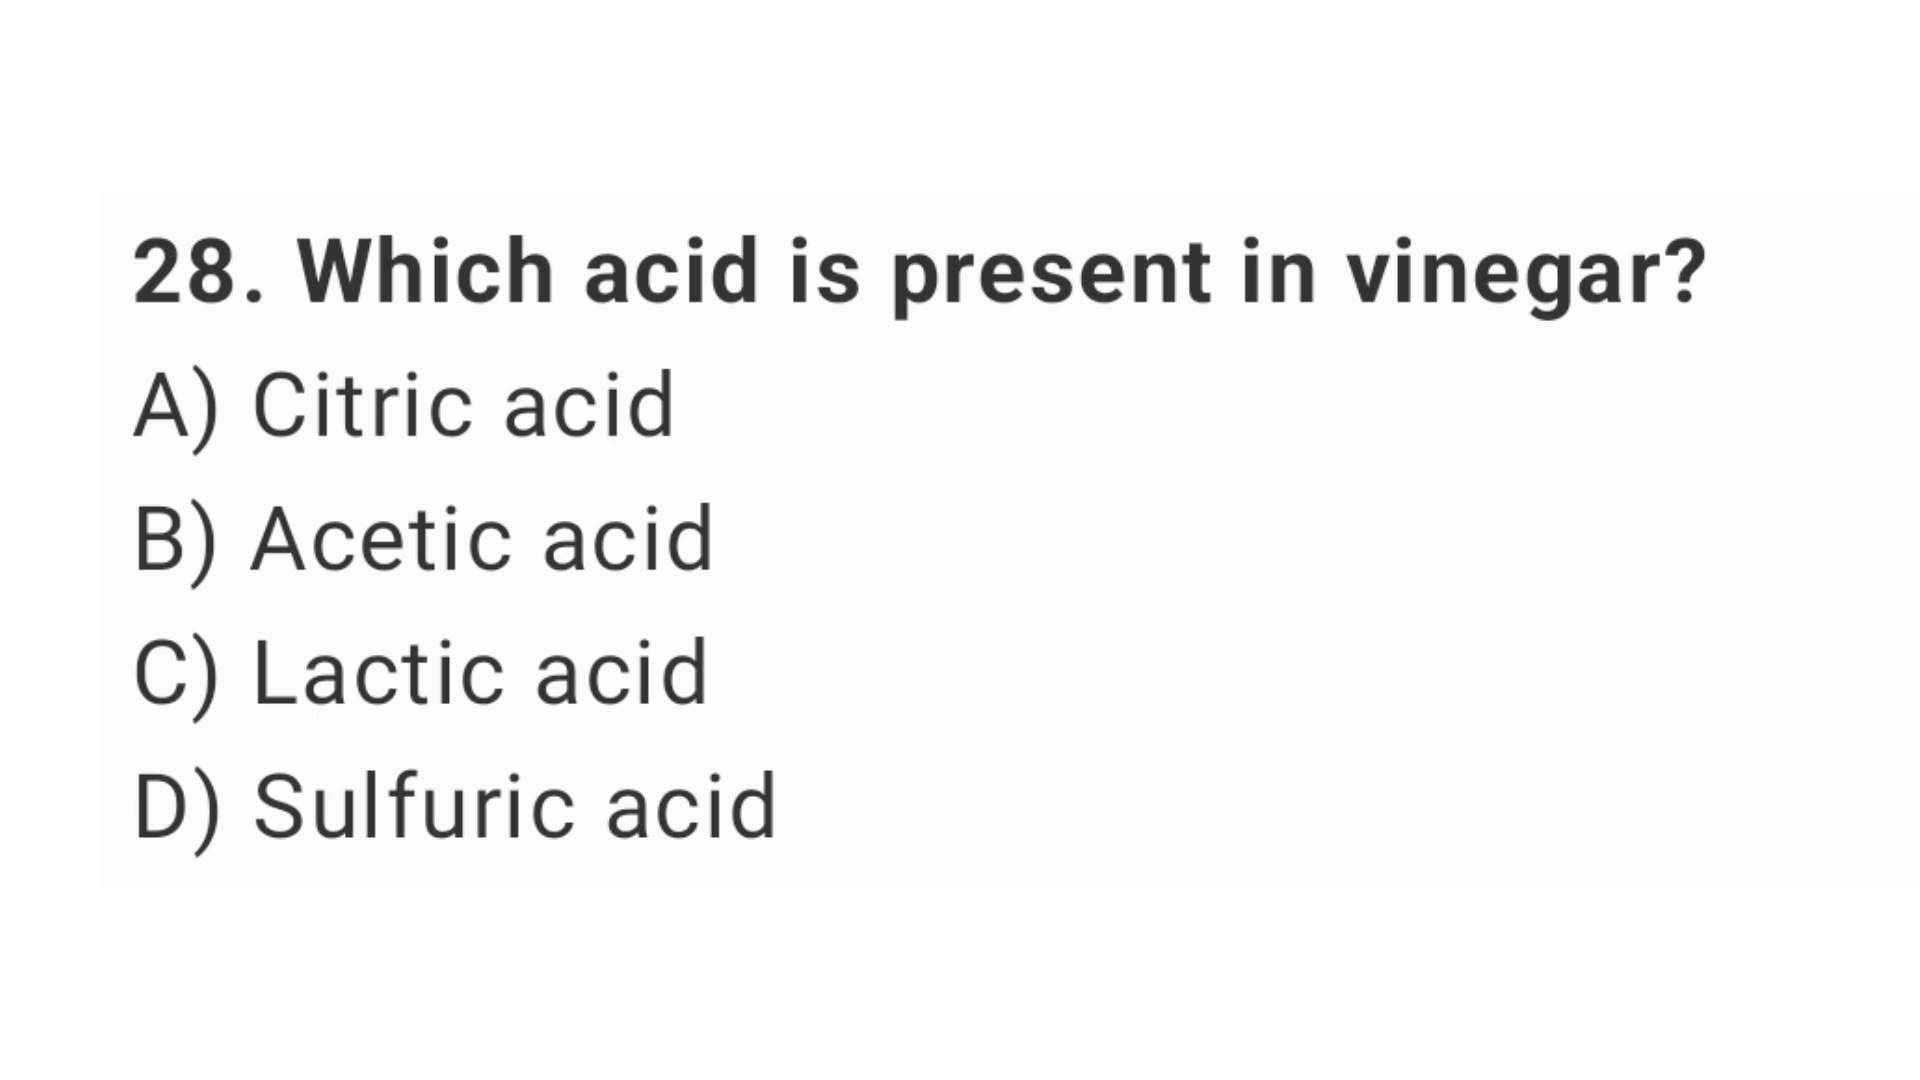 28. Which acid is present in vinegar?
A) Citric acid
B) Acetic acid
C) Lactic acid
D) Sulfuric acid